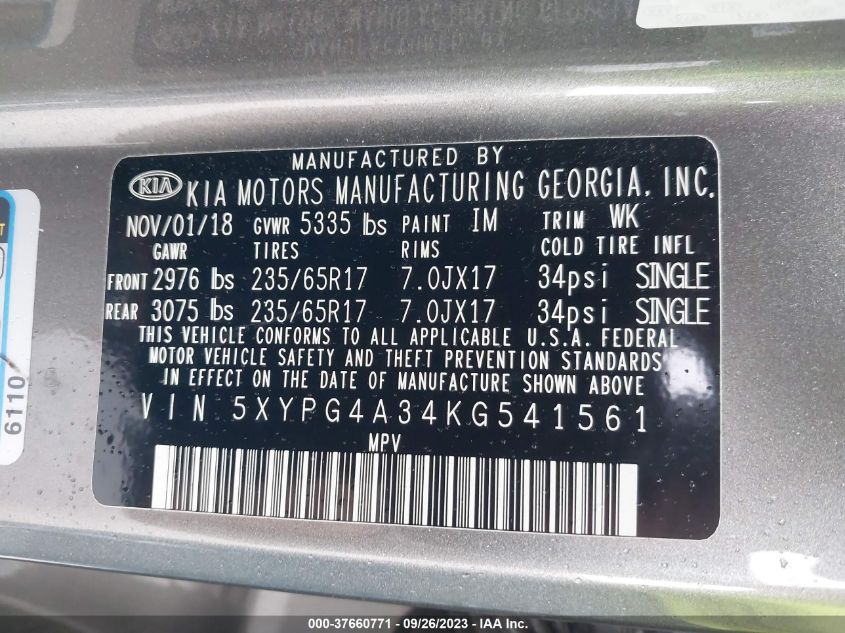 MANUFACTURED BY
KIA KIA MOTORS MANUFACTURING GEORGIA, INC.
NOV/01/18 GVWR 5335 lbs PAINT IM TRIM WK
GAWR TIRES RIMS COLD TIRE INFL
FRONT 2976 lbs 235/65R17 7.0JX17 34psi SINGLE
REAR 3075 lbs 235/65R17 7.0JX17 34psi SINGLE
THIS VEHICLE CONFORMS TO ALL APPLICABLE U.S.A. FEDERAL
MOTOR VEHICLE SAFETY AND THEFT PREVENTION STANDARDS
IN EFFECT ON THE DATE OF MANUFACTURE SHOWN ABOVE
VIN 5XYPG4A34KG541561
MPV
6110
000-37660771 - 09/26/2023 - IAAI.COM